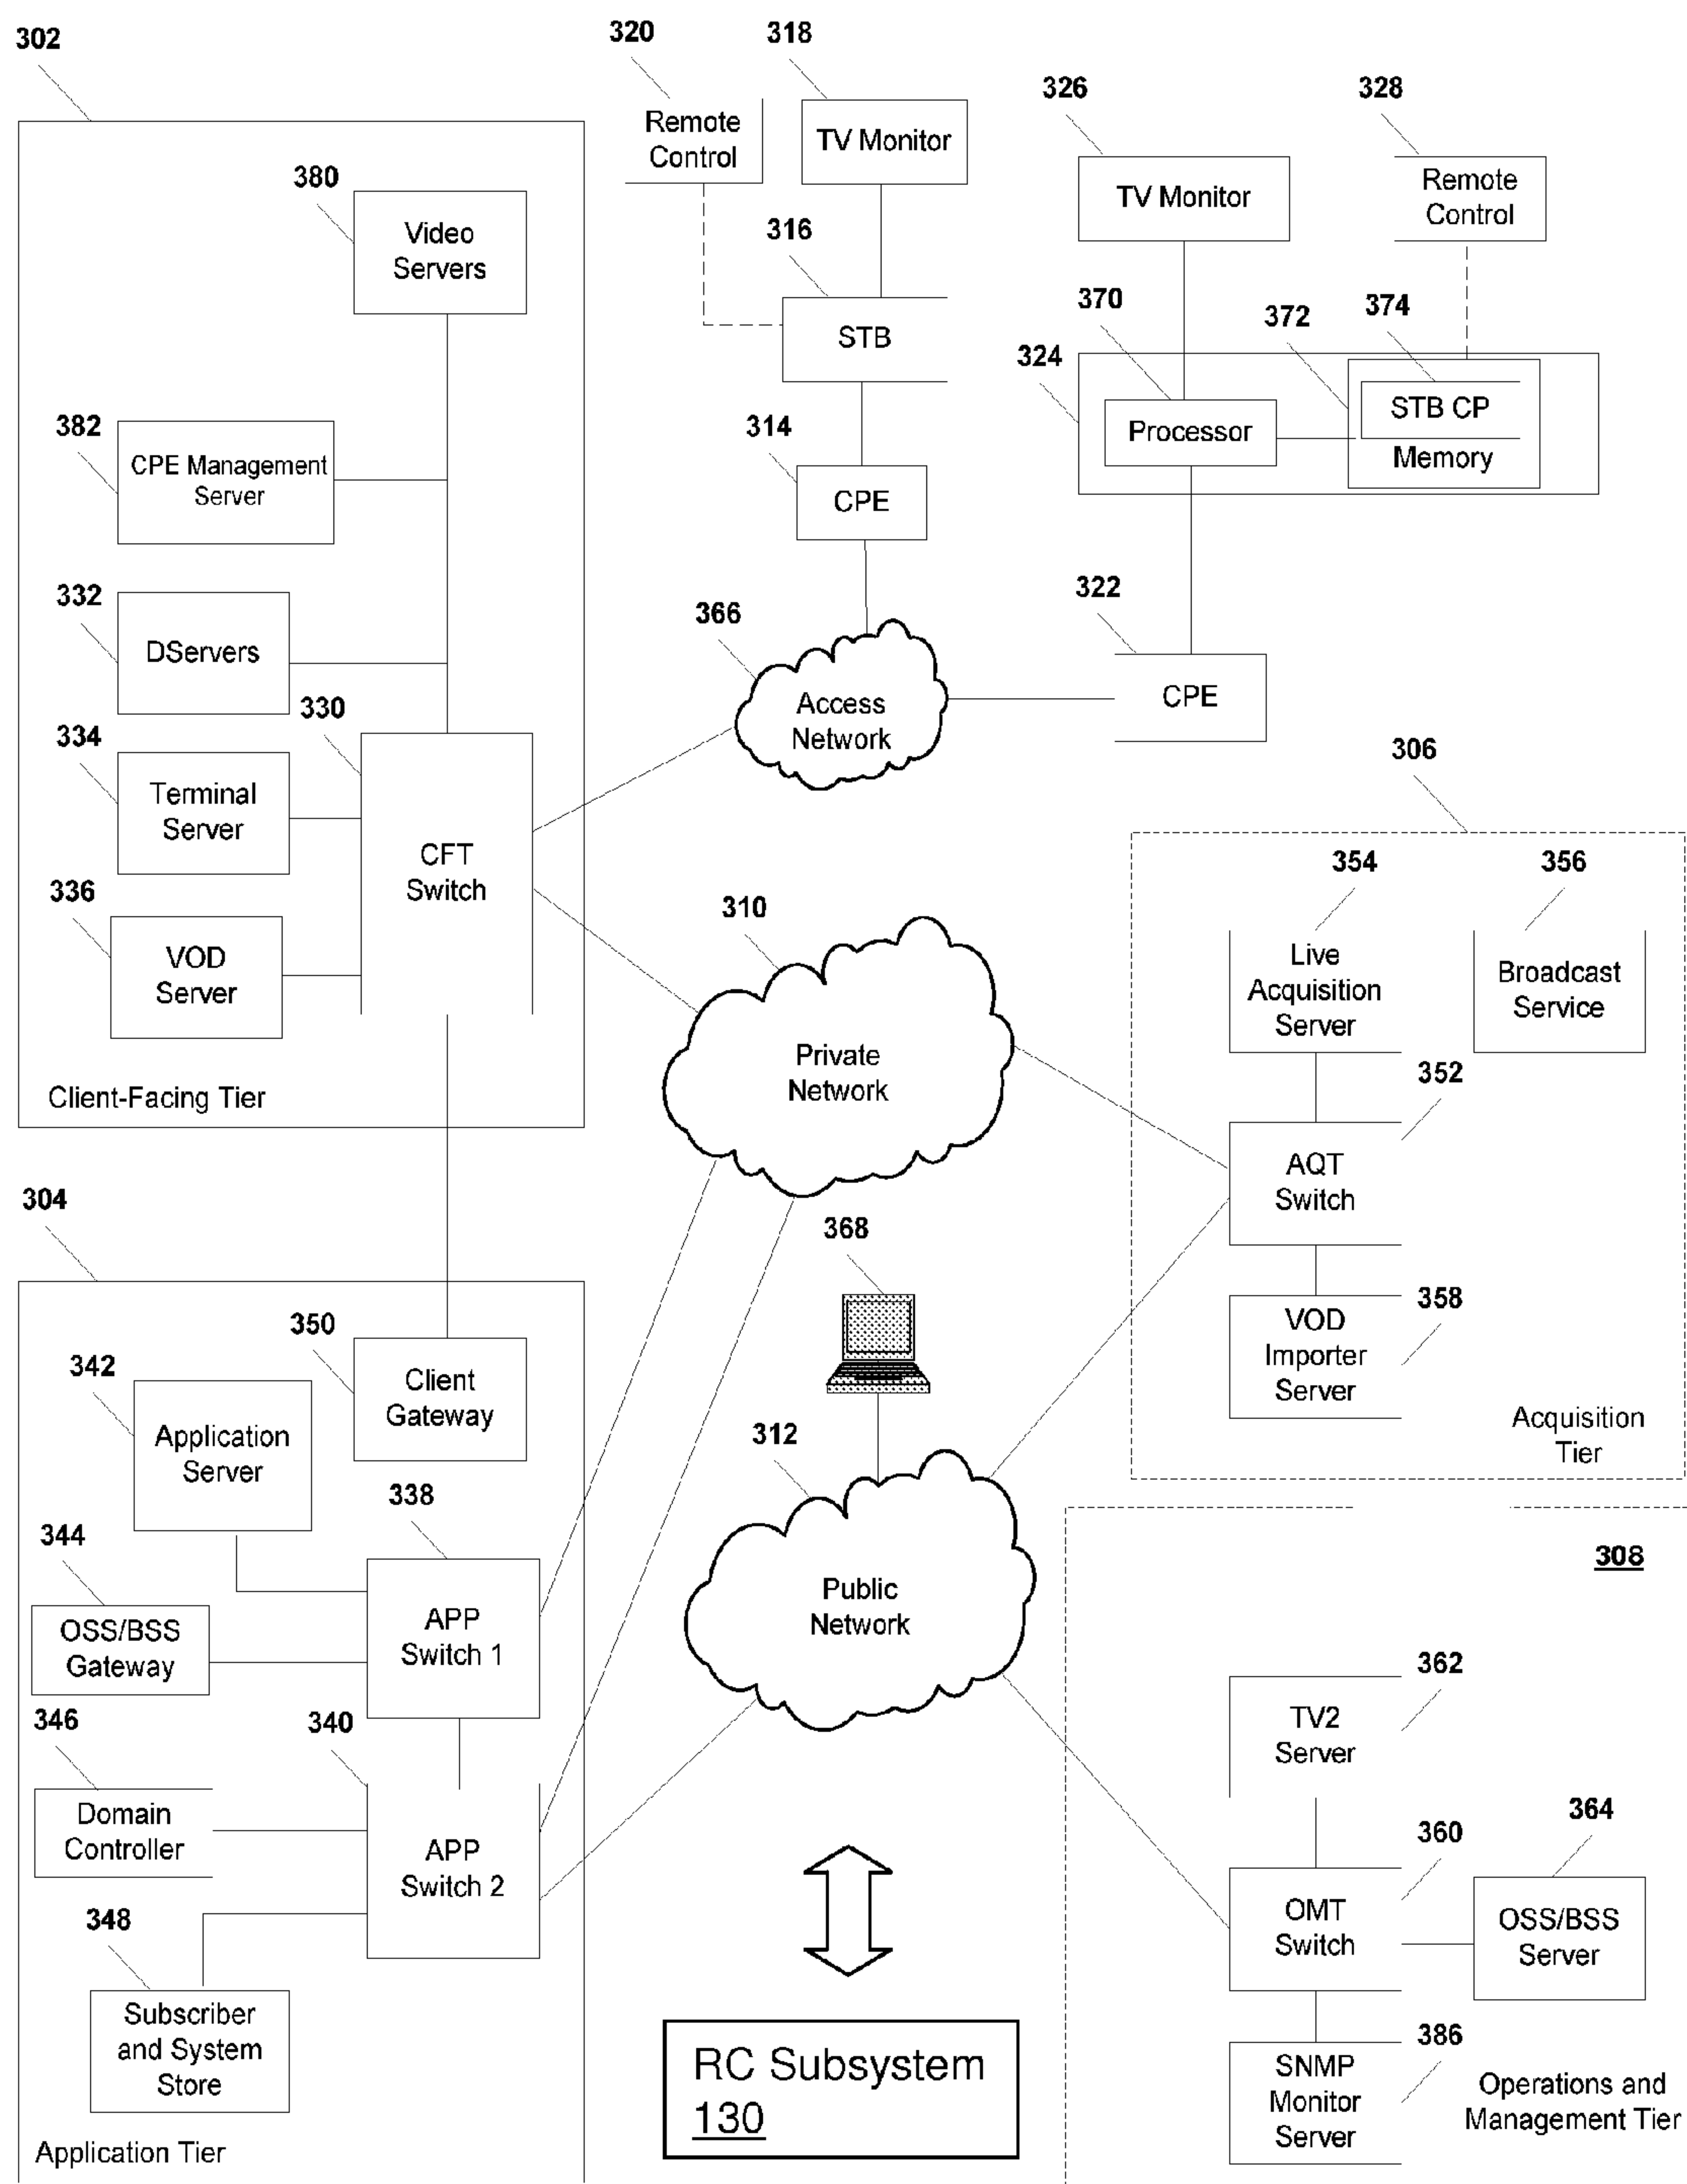 302
320
318
326
328
Remote
Control
TV Monitor
TV Monitor
Remote
Control
380
Video
Servers
316
STB
370
372
374
324
STB CP
Processor
Memory
382
CPE Management
Server
314
CPE
332
DServers
366
Access
Network
322
CPE
330
334
Terminal
Server
CFT
Switch
336
VOD
Server
Client-Facing Tier
310
Private
Network
306
354
356
Live
Acquisition
Server
Broadcast
Service
352
AQT
Switch
358
VOD
Importer
Server
Acquisition
Tier
304
368
350
Client
Gateway
342
Application
Server
338
344
OSS/BSS
Gateway
APP
Switch 1
312
Public
Network
308
346
340
Domain
Controller
APP
Switch 2
348
Subscriber
and System
Store
Application Tier
362
TV2
Server
360
364
OMT
Switch
OSS/BSS
Server
386
SNMP
Monitor
Server
Operations and
Management Tier
RC Subsystem
130